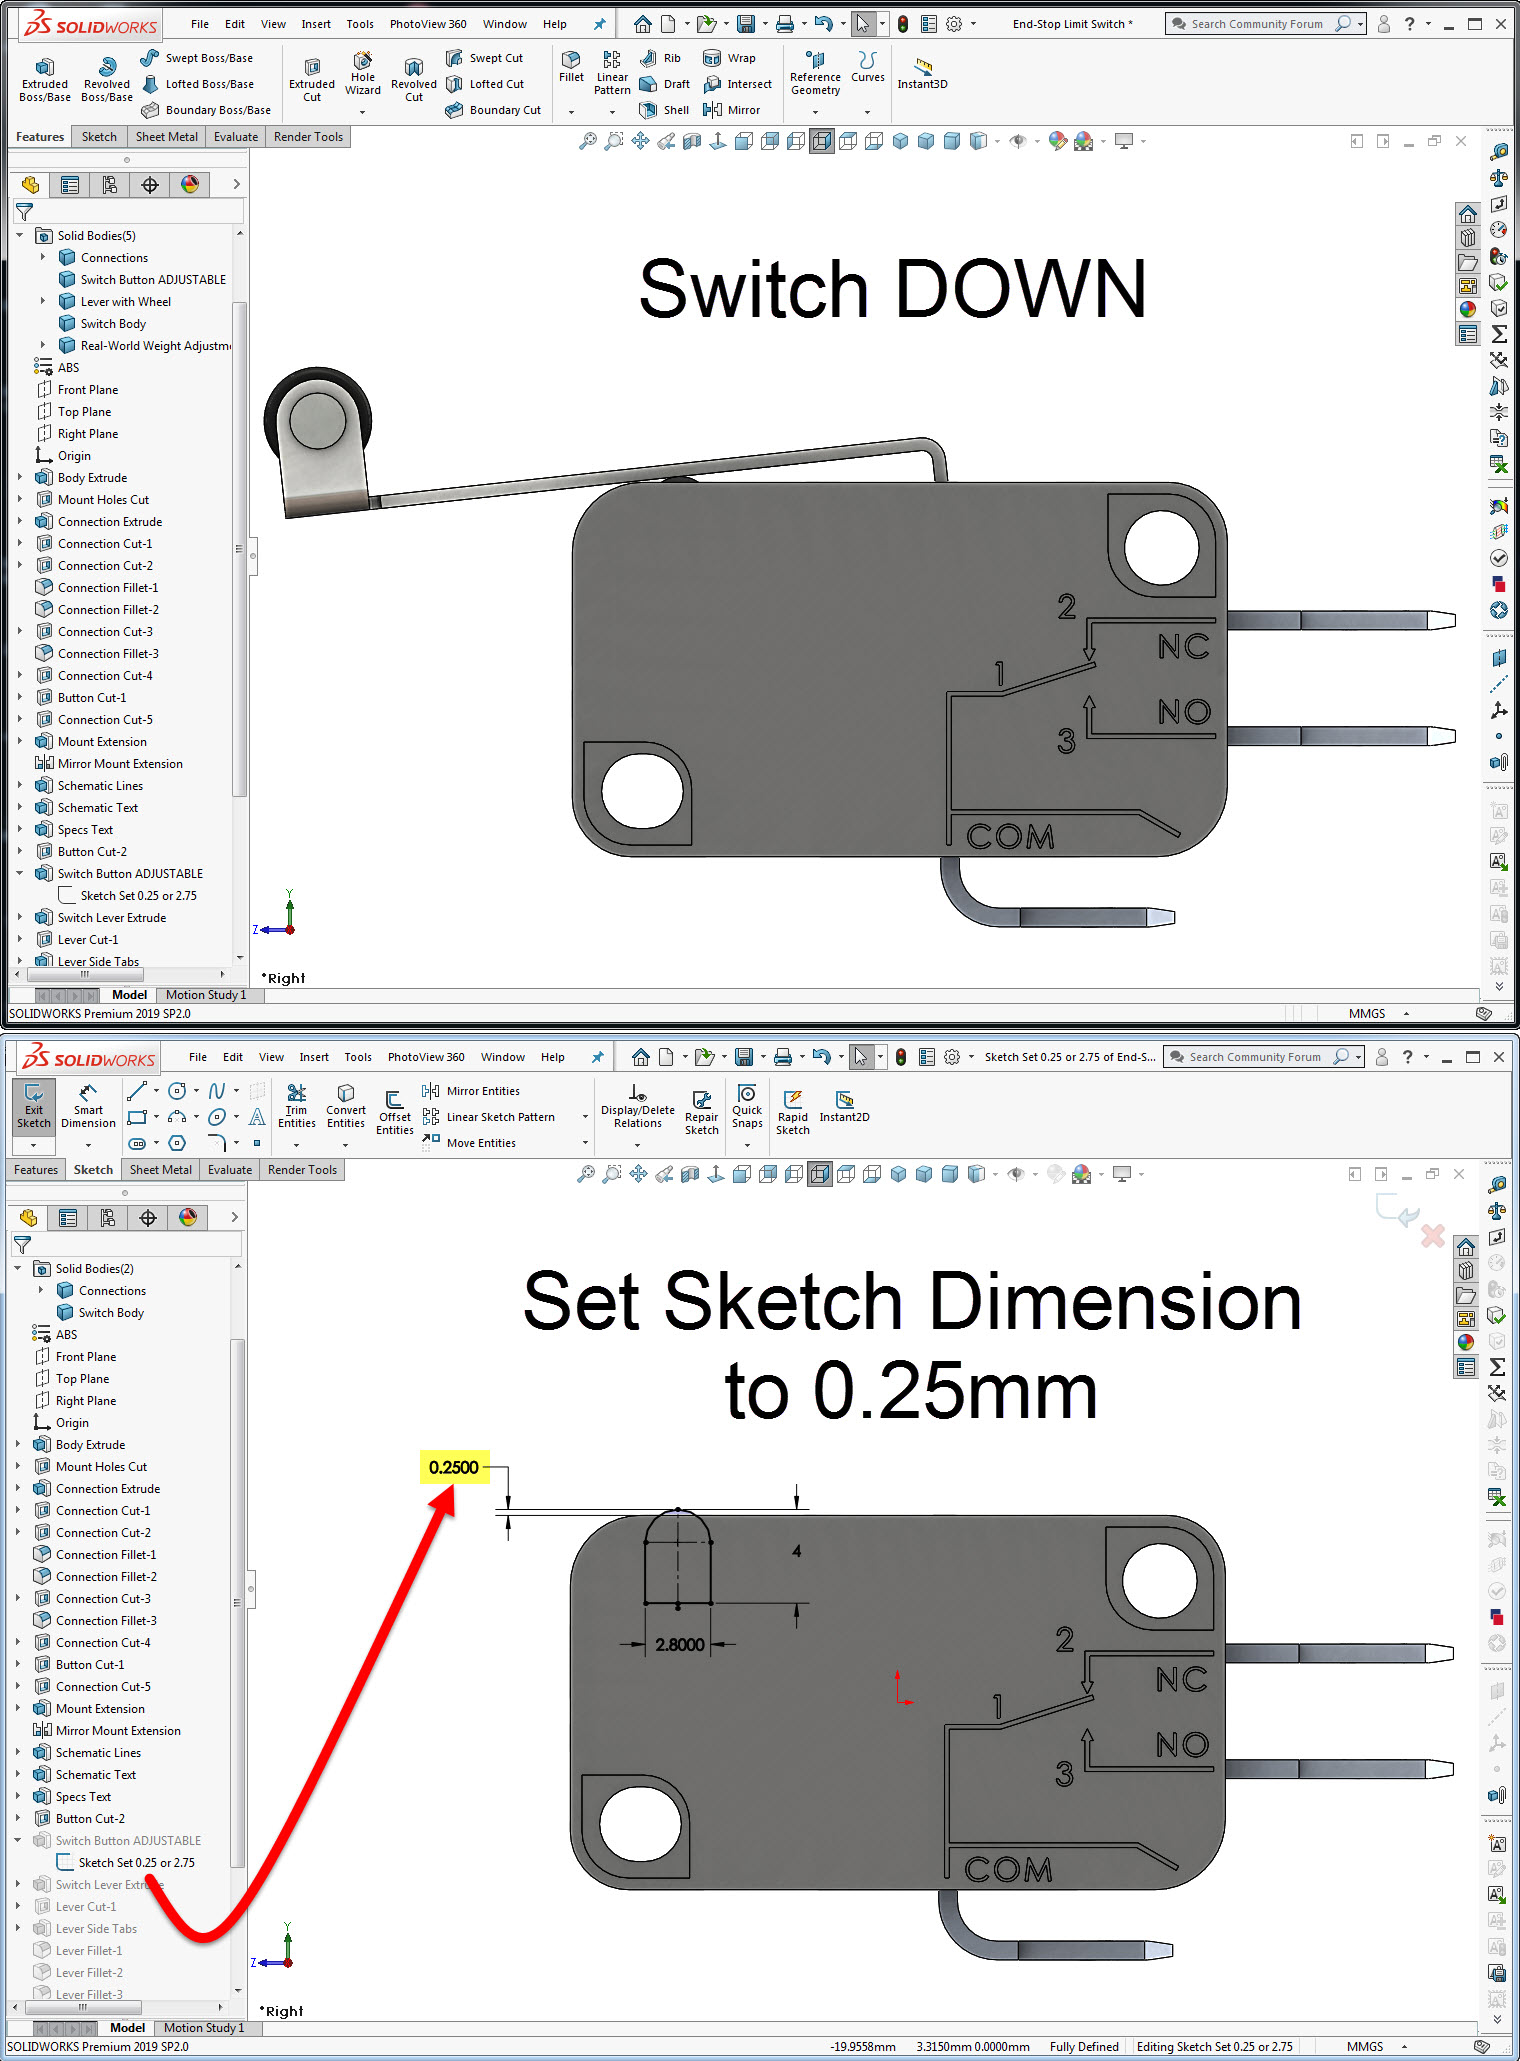 SOLIDWORKS File Edit View Insert Tools PhotoView 360 Window Help End-Stop Limit Switch * Search Community Forum ?
Extruded Boss/Base
Revolved Boss/Base
Swept Boss/Base
Lofted Boss/Base
Boundary Boss/Base
Extruded Cut
Hole Wizard
Revolved Cut
Swept Cut
Lofted Cut
Boundary Cut
Fillet
Linear Pattern
Rib
Draft
Shell
Wrap
Intersect
Mirror
Reference Geometry
Curves
Instant3D
Features Sketch Sheet Metal Evaluate Render Tools
Solid Bodies(5)
Connections
Switch Button ADJUSTABLE
Lever with Wheel
Switch Body
Real-World Weight Adjustm
ABS
Front Plane
Top Plane
Right Plane
Origin
Body Extrude
Mount Holes Cut
Connection Extrude
Connection Cut-1
Connection Cut-2
Connection Fillet-1
Connection Fillet-2
Connection Cut-3
Connection Fillet-3
Connection Cut-4
Button Cut-1
Connection Cut-5
Mount Extension
Mirror Mount Extension
Schematic Lines
Schematic Text
Specs Text
Button Cut-2
Switch Button ADJUSTABLE
Sketch Set 0.25 or 2.75
Switch Lever Extrude
Lever Cut-1
Lever Side Tabs
Switch DOWN
2
NC
1
NO
3
COM
Y
Z
*Right
Model Motion Study 1
SOLIDWORKS Premium 2019 SP2.0 MMGS
SOLIDWORKS File Edit View Insert Tools PhotoView 360 Window Help Sketch Set 0.25 or 2.75 of End-S... Search Community Forum ?
Exit Sketch
Smart Dimension
Trim Entities
Convert Entities
Offset Entities
Mirror Entities
Linear Sketch Pattern
Move Entities
Display/Delete Relations
Repair Sketch
Quick Snaps
Rapid Sketch
Instant2D
Features Sketch Sheet Metal Evaluate Render Tools
Solid Bodies(2)
Connections
Switch Body
ABS
Front Plane
Top Plane
Right Plane
Origin
Body Extrude
Mount Holes Cut
Connection Extrude
Connection Cut-1
Connection Cut-2
Connection Fillet-1
Connection Fillet-2
Connection Cut-3
Connection Fillet-3
Connection Cut-4
Button Cut-1
Connection Cut-5
Mount Extension
Mirror Mount Extension
Schematic Lines
Schematic Text
Specs Text
Button Cut-2
Switch Button ADJUSTABLE
Sketch Set 0.25 or 2.75
Switch Lever Extrude
Lever Cut-1
Lever Side Tabs
Lever Fillet-1
Lever Fillet-2
Lever Fillet-3
Set Sketch Dimension
to 0.25mm
0.2500
4
2.8000
2
NC
1
NO
3
COM
Y
Z
*Right
Model Motion Study 1
SOLIDWORKS Premium 2019 SP2.0 -19.9558mm 3.3150mm 0.0000mm Fully Defined Editing Sketch Set 0.25 or 2.75 MMGS